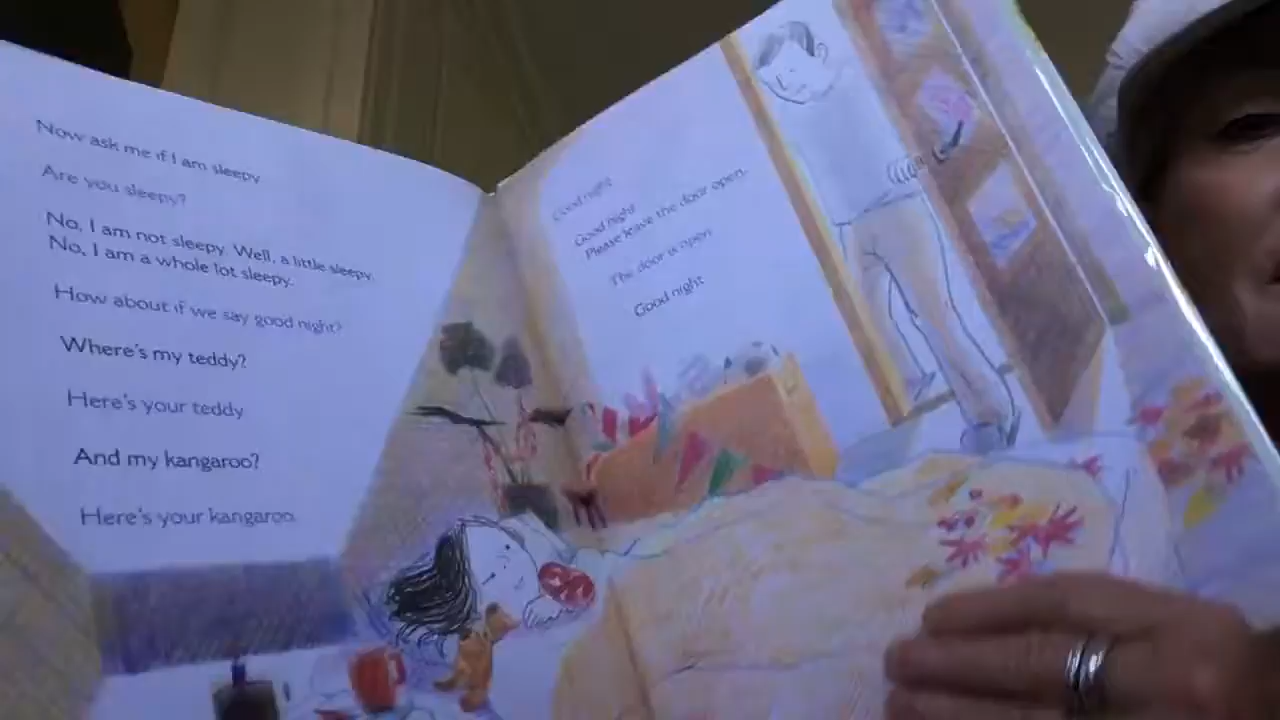 Now ask me if I am sleepy.
Are you sleepy?
No, I am not sleepy. Well, a little sleepy.
No, I am a whole lot sleepy.
How about if we say good night?
Where's my teddy?
Here's your teddy
And my kangaroo?
Here's your kangaroo.
Good night
Good night
Please leave the door open.
The door is open.
Good night